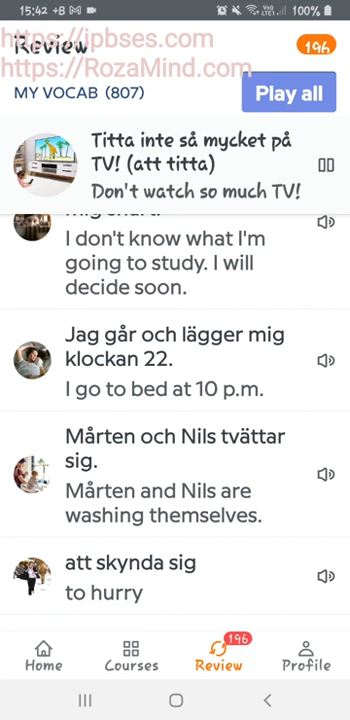 15:42 +B
100%
https://jpbses.com
Review
196
https://RozaMind.com
MY VOCAB (807)
Play all
Titta inte så mycket på
TV! (att titta)
Don't watch so much TV!
I don't know what I'm
going to study. I will
decide soon.
Jag går och lägger mig
klockan 22.
I go to bed at 10 p.m.
Mårten och Nils tvättar
sig.
Mårten and Nils are
washing themselves.
att skynda sig
to hurry
196
Home
Courses
Review
Profile